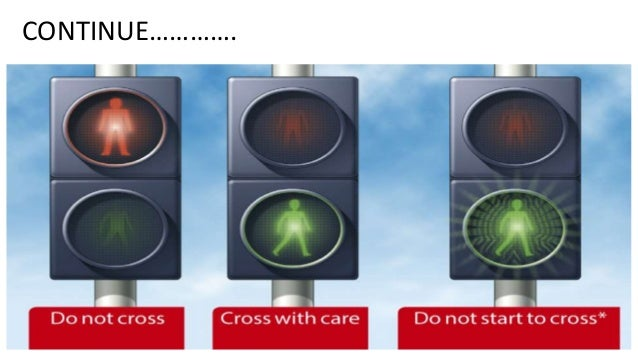 CONTINUE………….
Do not cross
Cross with care
Do not start to cross*